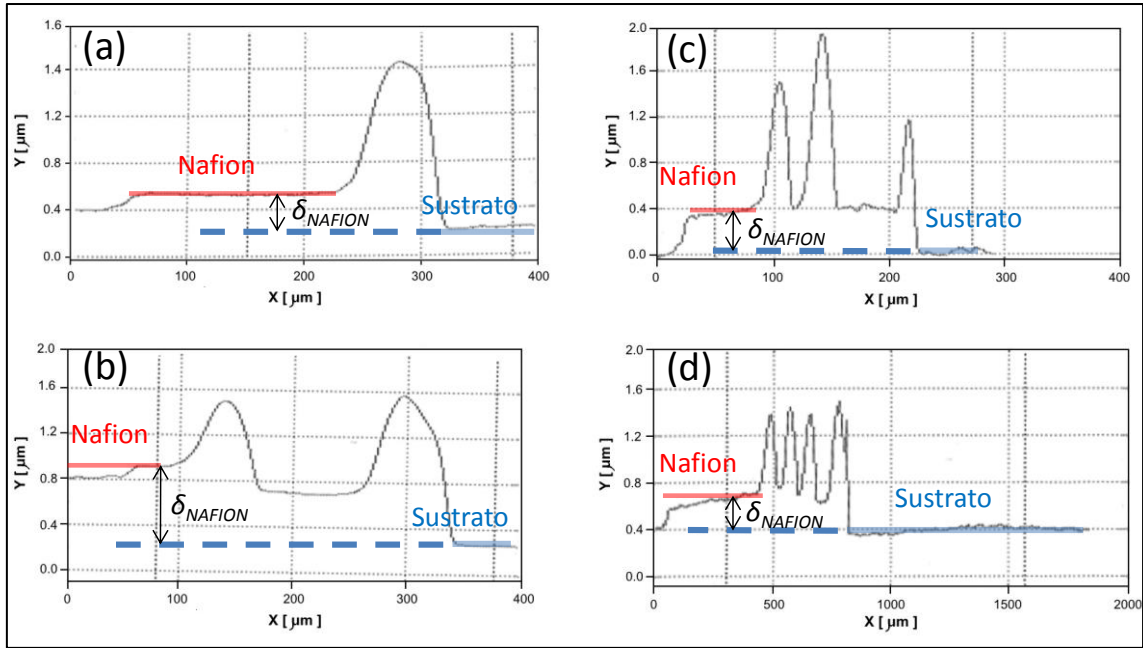 (a)
1.6
1.4
1.2
0.8
0.4
0.0
Y [ µm ]
Nafion
δNAFION
Sustrato
0 100 200 300 400
X [ µm ]
(c)
2.0
1.6
1.2
0.8
0.4
0.0
Y [ µm ]
Nafion
δNAFION
Sustrato
0 100 200 300 400
X [ µm ]
(b)
2.0
1.6
1.2
0.8
0.4
0.0
Y [ µm ]
Nafion
δNAFION
Sustrato
0 100 200 300 400
X [ µm ]
(d)
2.0
1.6
1.2
0.8
0.4
0.0
Y [ µm ]
Nafion
δNAFION
Sustrato
0 500 1000 1500 2000
X [ µm ]